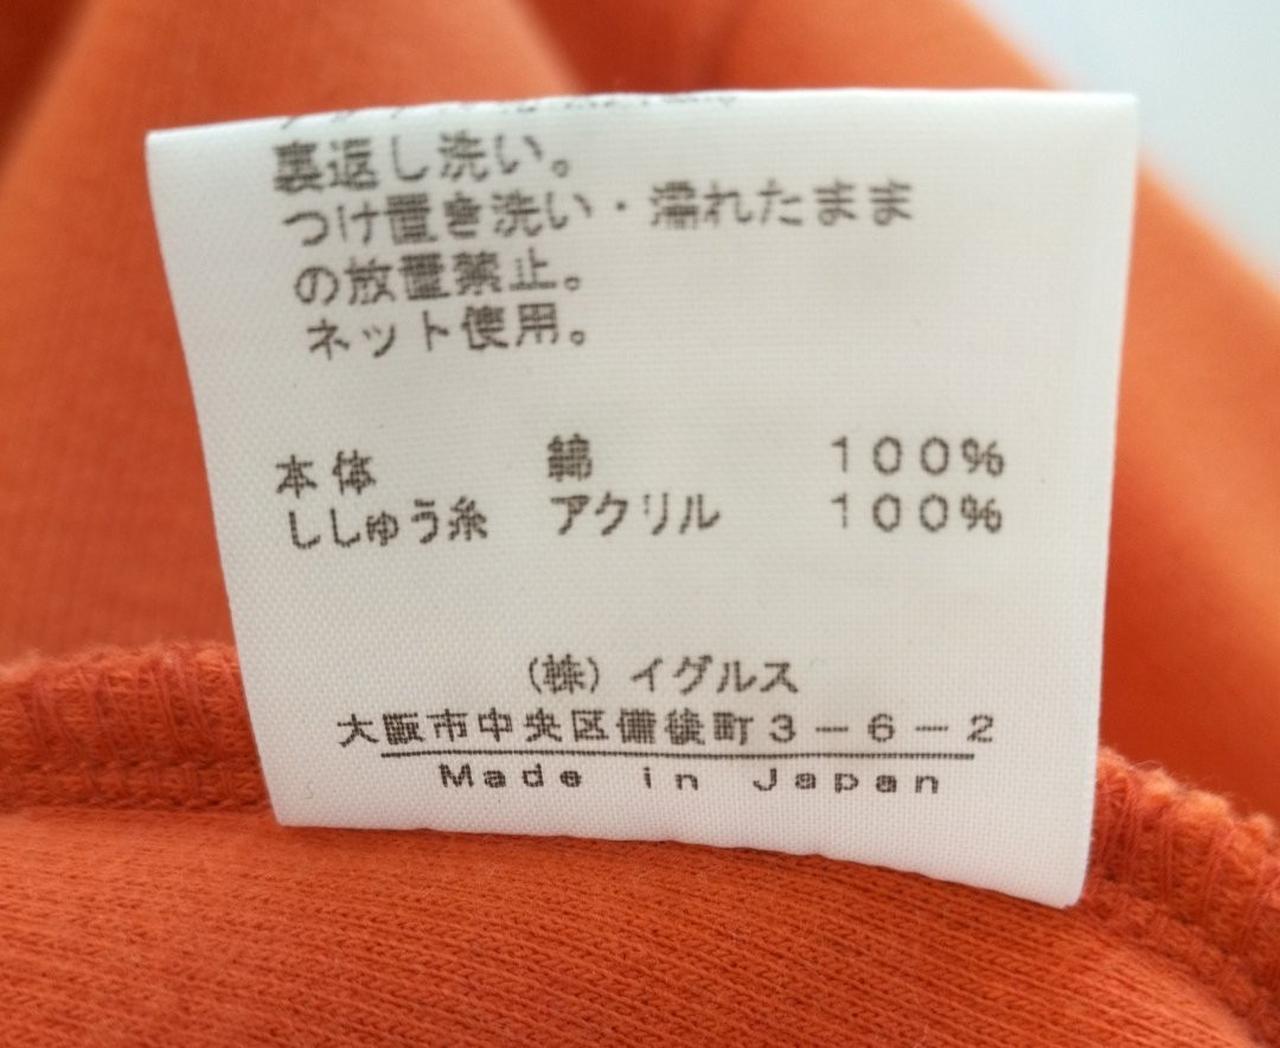 裏返し洗い。
つけ置き洗い・濡れたまま
の放置禁止。
ネット使用。
本体 綿 100%
ししゅう糸 アクリル 100%
(株)イグルス
大阪市中央区備後町3-6-2
Made in Japan